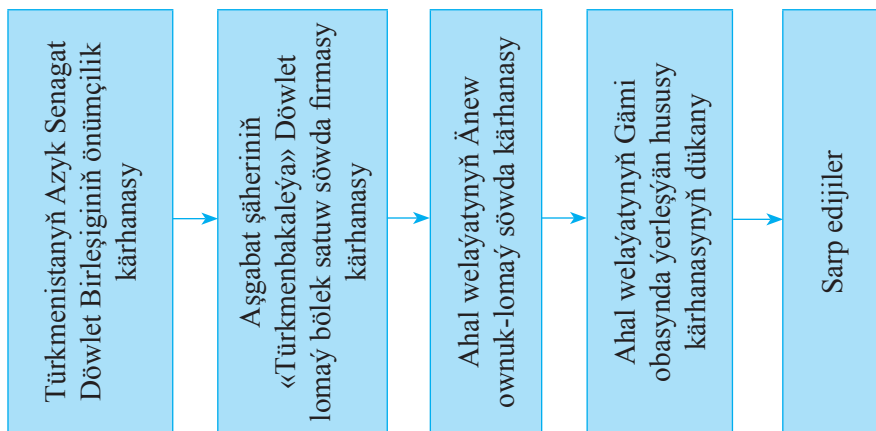 Türkmenistanyň Azyk Senagat
Döwlet Birleşiginiň önümçilik
kärhanasy
Aşgabat şäheriniň
«Türkmenbakaleýa» Döwlet
lomaý bölek satuw söwda firmasy
kärhanasy
Ahal welaýatynyň Änew
ownuk-lomaý söwda kärhanasy
Ahal welaýatynyň Gämi
obasynda ýerleşýän hususy
kärhanasynyň dükany
Sarp edijiler